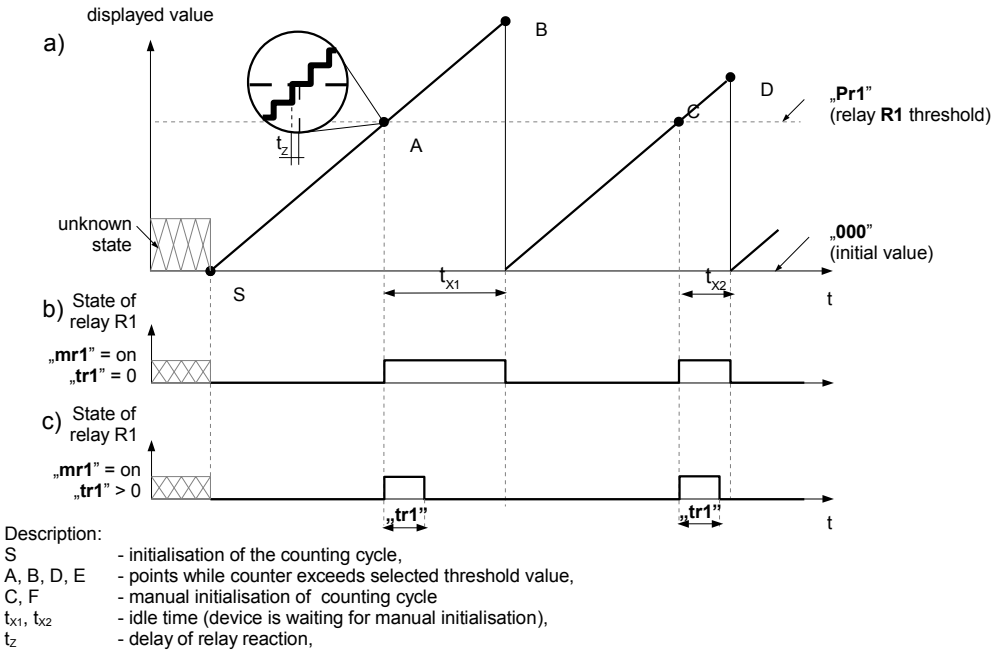 displayed value
a)
B
D
„Pr1”
(relay R1 threshold)
C
A
tZ
unknown
state
„000”
(initial value)
S
tX1
tX2
t
b) State of
relay R1
„mr1” = on
„tr1” = 0
c) State of
relay R1
„mr1” = on
„tr1” > 0
„tr1”
„tr1”
t
Description:
S - initialisation of the counting cycle,
A, B, D, E - points while counter exceeds selected threshold value,
C, F - manual initialisation of counting cycle
tX1, tX2 - idle time (device is waiting for manual initialisation),
tZ - delay of relay reaction,